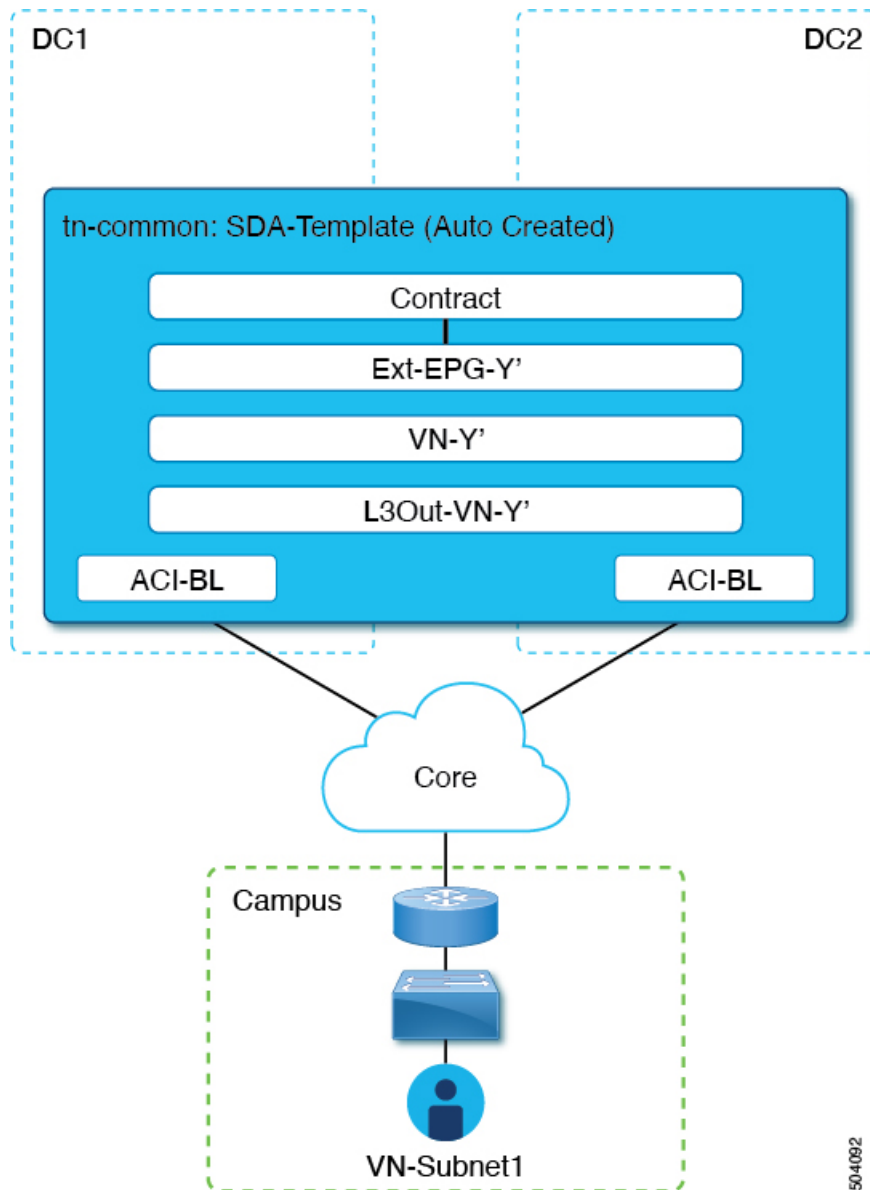 DC1
DC2
tn-common: SDA-Template (Auto Created)
Contract
Ext-EPG-Y’
VN-Y’
L3Out-VN-Y’
ACI-BL
ACI-BL
Core
Campus
VN-Subnet1
504092